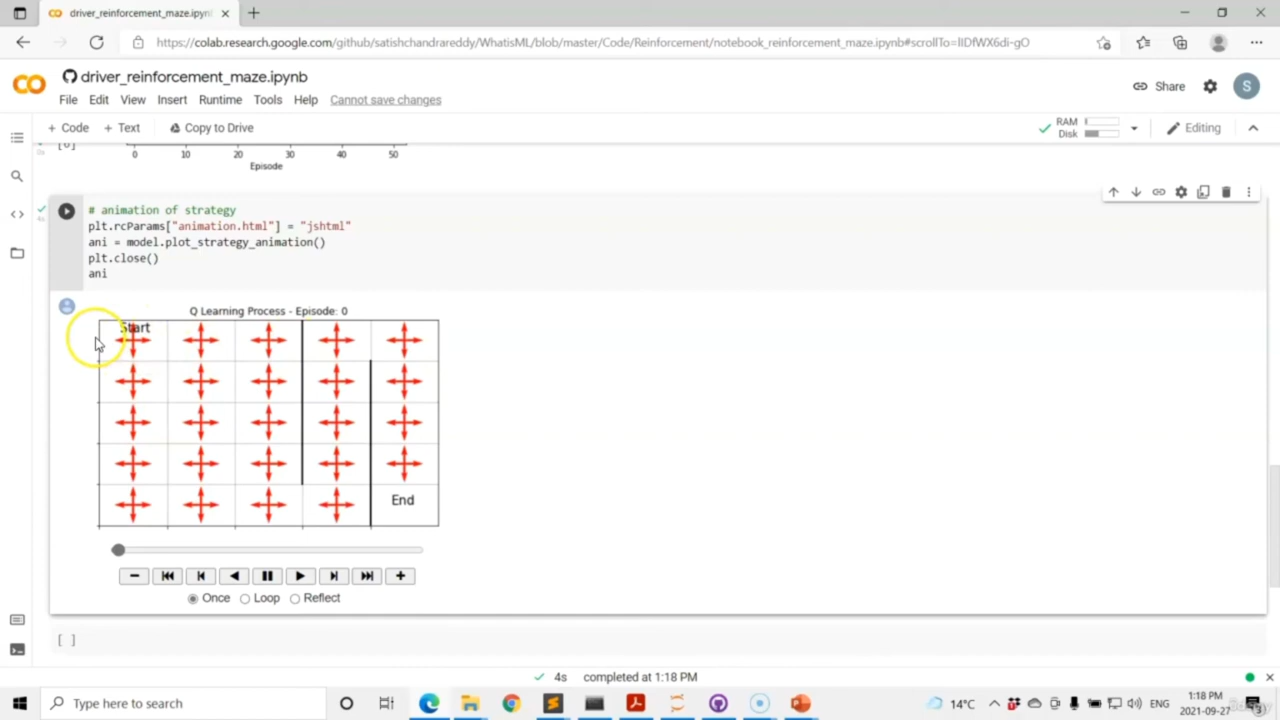 driver_reinforcement_maze.ipynb
https://colab.research.google.com/github/satishchandrareddy/WhatisML/blob/master/Code/Reinforcement/notebook_reinforcement_maze.ipynb#scrollTo=lIDfWX6di-gO
driver_reinforcement_maze.ipynb
File Edit View Insert Runtime Tools Help Cannot save changes
Share
S
+ Code + Text Copy to Drive
RAM
Disk
Editing
[6]
0 10 20 30 40 50
Episode
# animation of strategy
plt.rcParams["animation.html"] = "jshtml"
ani = model.plot_strategy_animation()
plt.close()
ani
4s
Q Learning Process - Episode: 0
Start
End
Once Loop Reflect
[ ]
4s completed at 1:18 PM
Type here to search
14°C
ENG
1:18 PM
2021-09-27